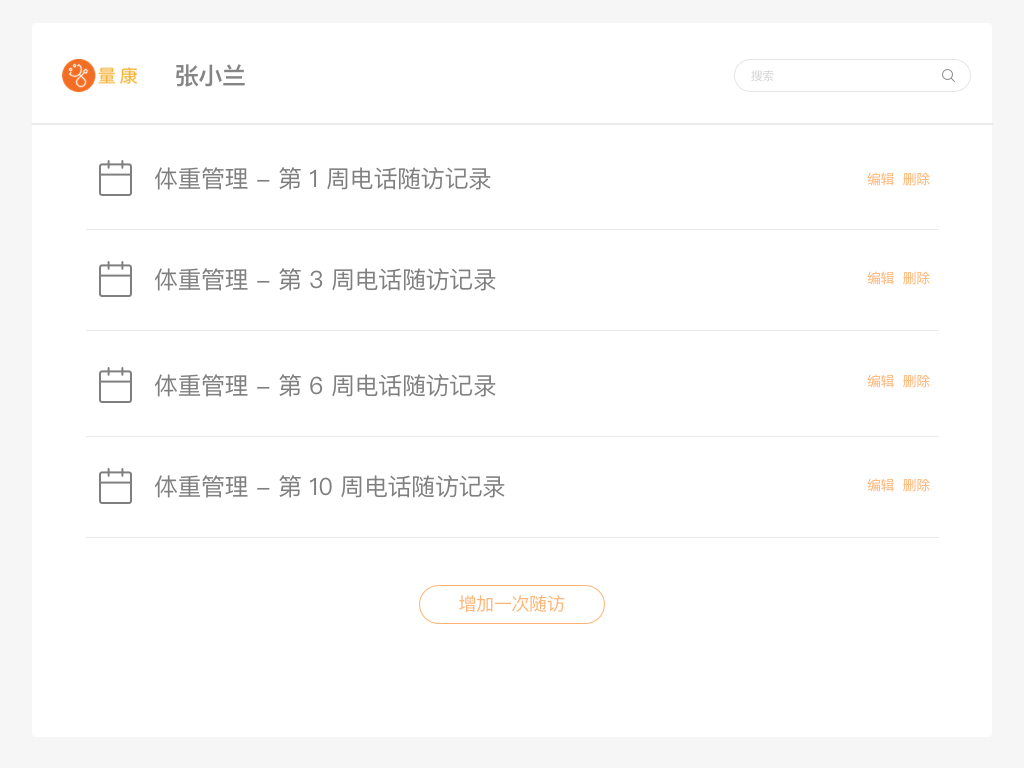 量康 张小兰 搜索
体重管理 – 第 1 周电话随访记录 编辑 删除
体重管理 – 第 3 周电话随访记录 编辑 删除
体重管理 – 第 6 周电话随访记录 编辑 删除
体重管理 – 第 10 周电话随访记录 编辑 删除
增加一次随访